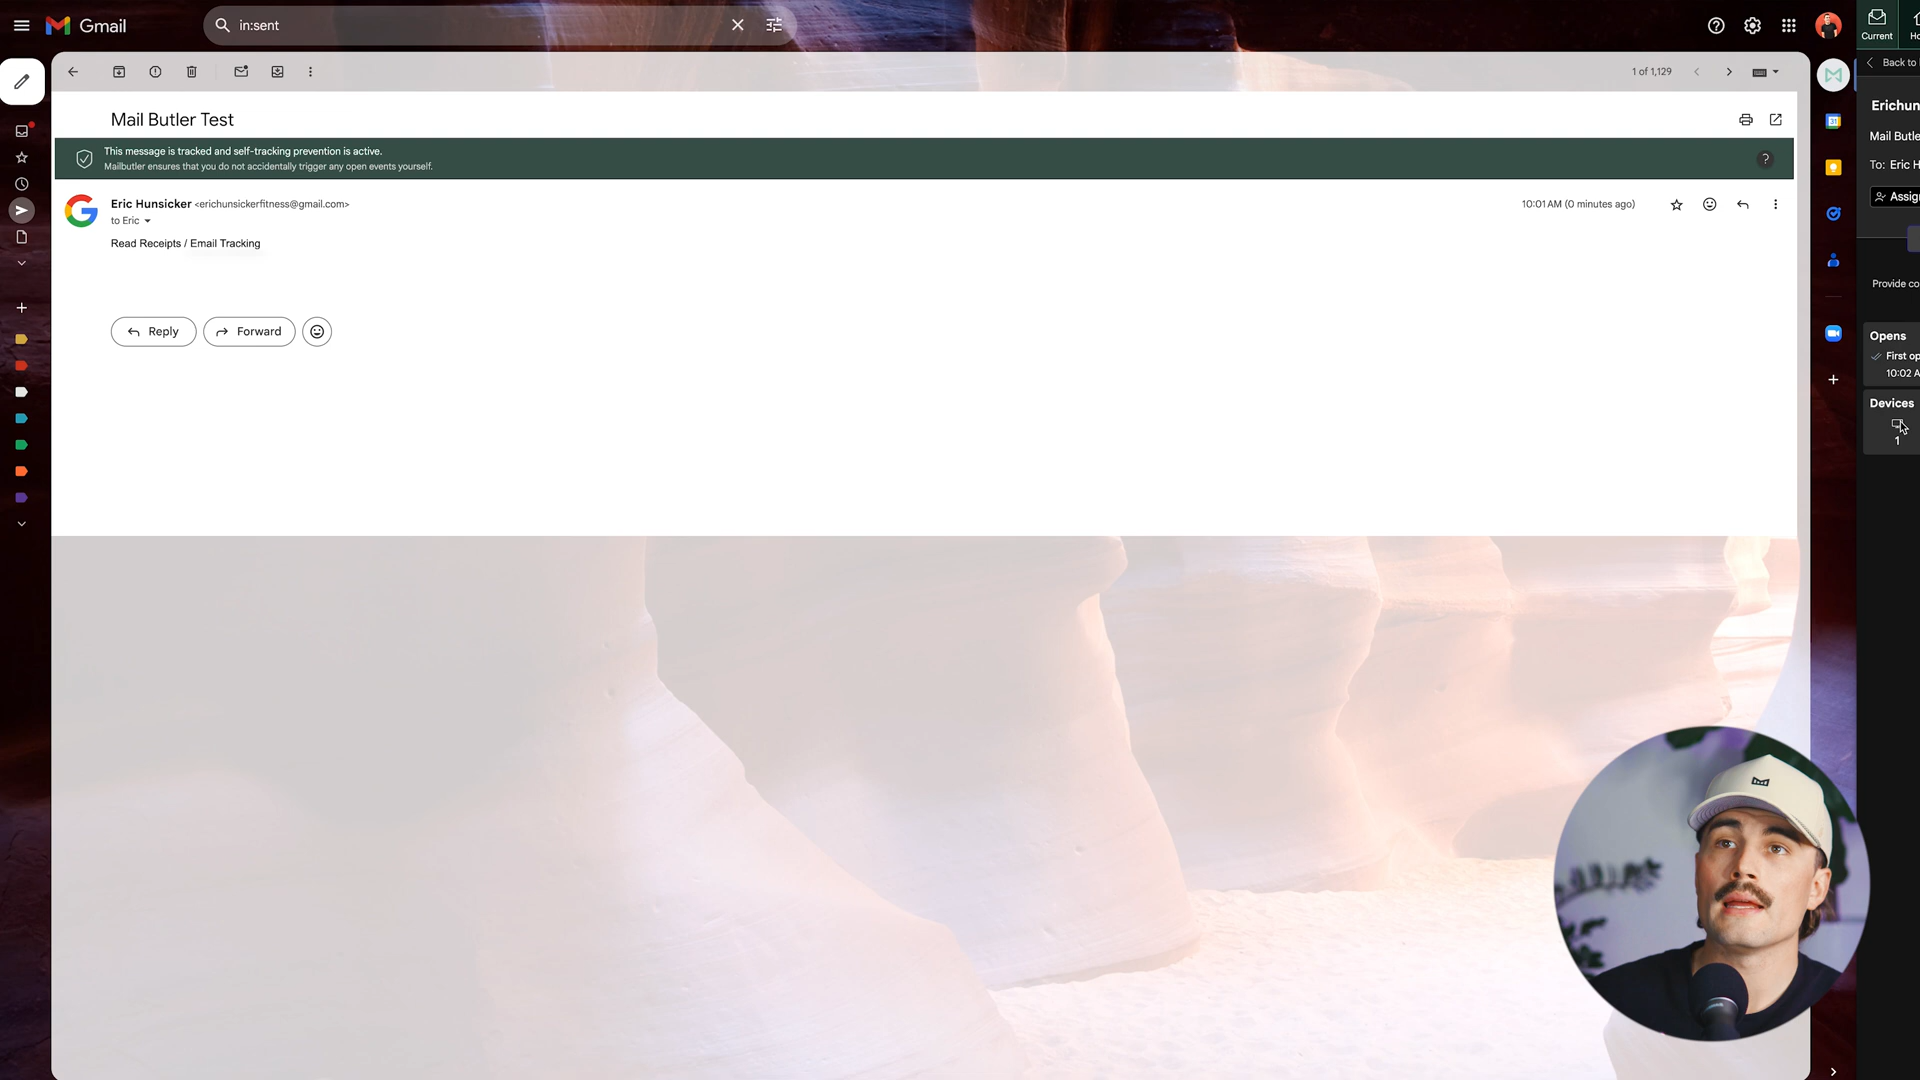 Gmail
in:sent
Current
Back to
1 of 1,129
Mail Butler Test
Erichun
This message is tracked and self-tracking prevention is active.
Mailbutler ensures that you do not accidentally trigger any open events yourself.
?
Mail Butle
To: Eric H
Eric Hunsicker <erichunsickerfitness@gmail.com>
10:01 AM (0 minutes ago)
Assign
to Eric
Read Receipts / Email Tracking
Provide co
Reply
Forward
Opens
First op
10:02 A
Devices
1